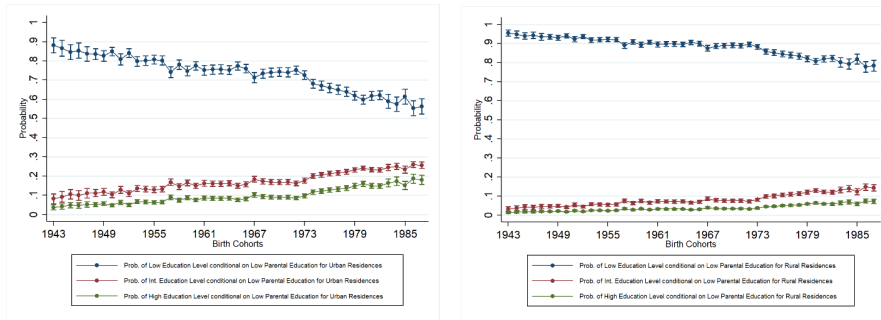 1
.9
.8
.7
.6
.5
.4
.3
.2
.1
0
Probability
1943 1949 1955 1961 1967 1973 1979 1985
Birth Cohorts
Prob. of Low Education Level conditional on Low Parental Education for Urban Residences
Prob. of Int. Education Level conditional on Low Parental Education for Urban Residences
Prob. of High Education Level conditional on Low Parental Education for Urban Residences
1
.9
.8
.7
.6
.5
.4
.3
.2
.1
0
Probability
1943 1949 1955 1961 1967 1973 1979 1985
Birth Cohorts
Prob. of Low Education Level conditional on Low Parental Education for Rural Residences
Prob. of Int. Education Level conditional on Low Parental Education for Rural Residences
Prob. of High Education Level conditional on Low Parental Education for Rural Residences